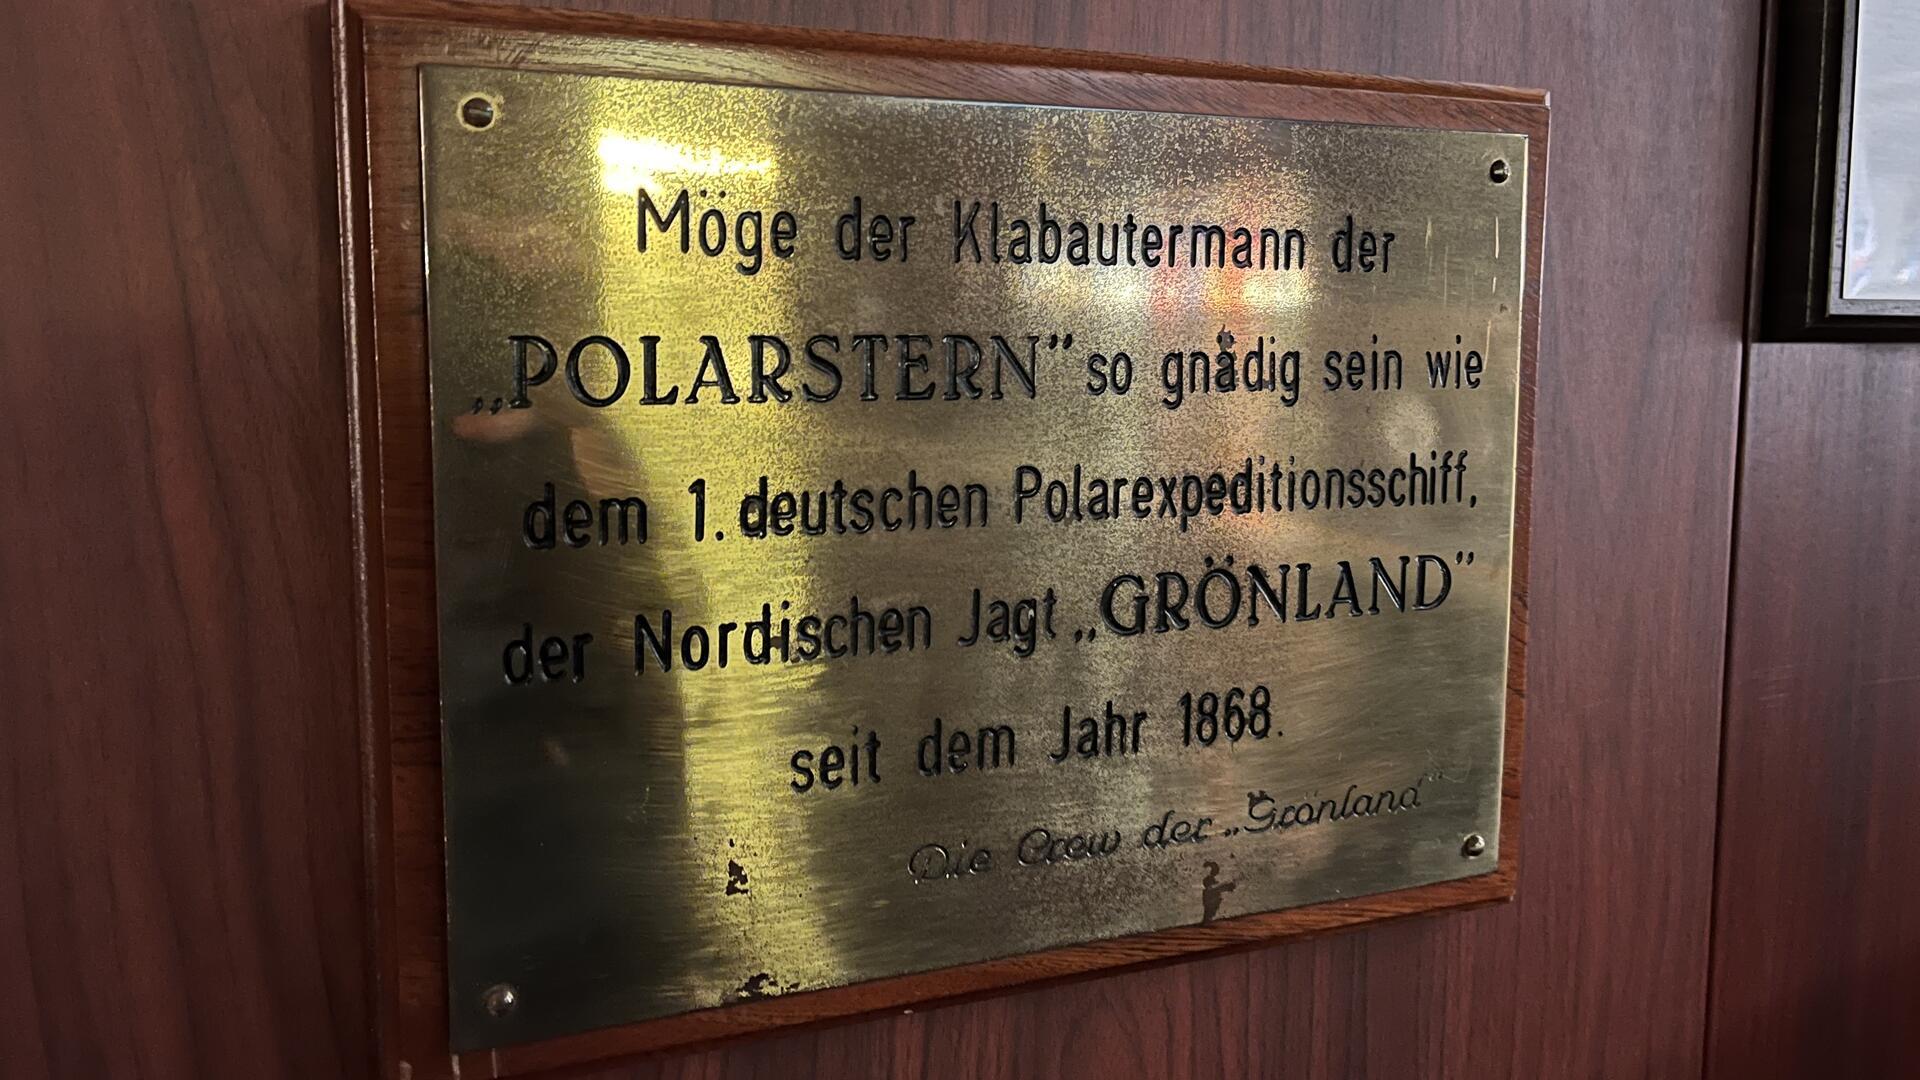 Möge der Klabautermann der
„POLARSTERN” so gnädig sein wie
dem 1. deutschen Polarexpeditionsschiff,
der Nordischen Jagt „GRÖNLAND”
seit dem Jahr 1868.
Die Crew der „Grönland”